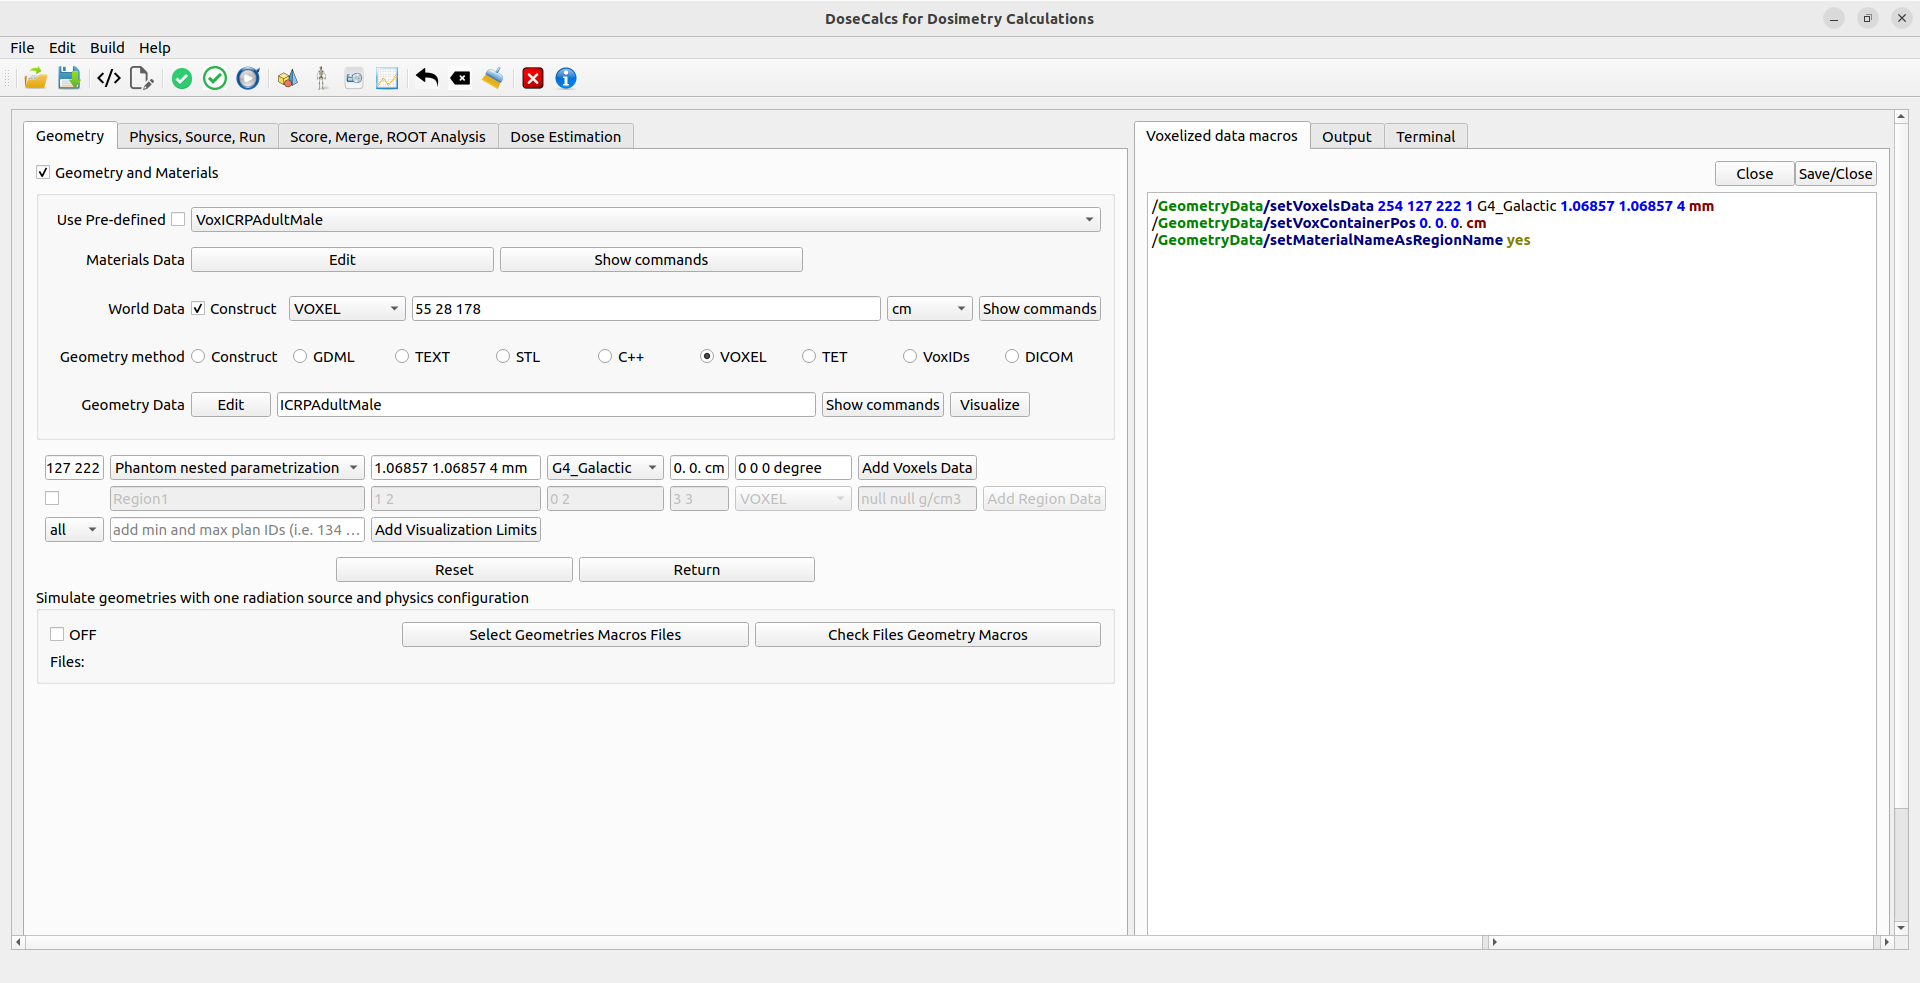 DoseCalcs for Dosimetry Calculations
File Edit Build Help
Geometry
Physics, Source, Run
Score, Merge, ROOT Analysis
Dose Estimation
Geometry and Materials
Use Pre-defined VoxICRPAdultMale
Materials Data Edit Show commands
World Data Construct VOXEL 55 28 178 cm Show commands
Geometry method Construct GDML TEXT STL C++ VOXEL TET VoxIDs DICOM
Geometry Data Edit ICRPAdultMale Show commands Visualize
127 222 Phantom nested parametrization 1.06857 1.06857 4 mm G4_Galactic 0. 0. cm 0 0 0 degree Add Voxels Data
Region1 1 2 0 2 3 3 VOXEL null null g/cm3 Add Region Data
all add min and max plan IDs (i.e. 134 ... Add Visualization Limits
Reset Return
Simulate geometries with one radiation source and physics configuration
OFF Select Geometries Macros Files Check Files Geometry Macros
Files:
Voxelized data macros Output Terminal
Close Save/Close
/GeometryData/setVoxelsData 254 127 222 1 G4_Galactic 1.06857 1.06857 4 mm
/GeometryData/setVoxContainerPos 0. 0. 0. cm
/GeometryData/setMaterialNameAsRegionName yes